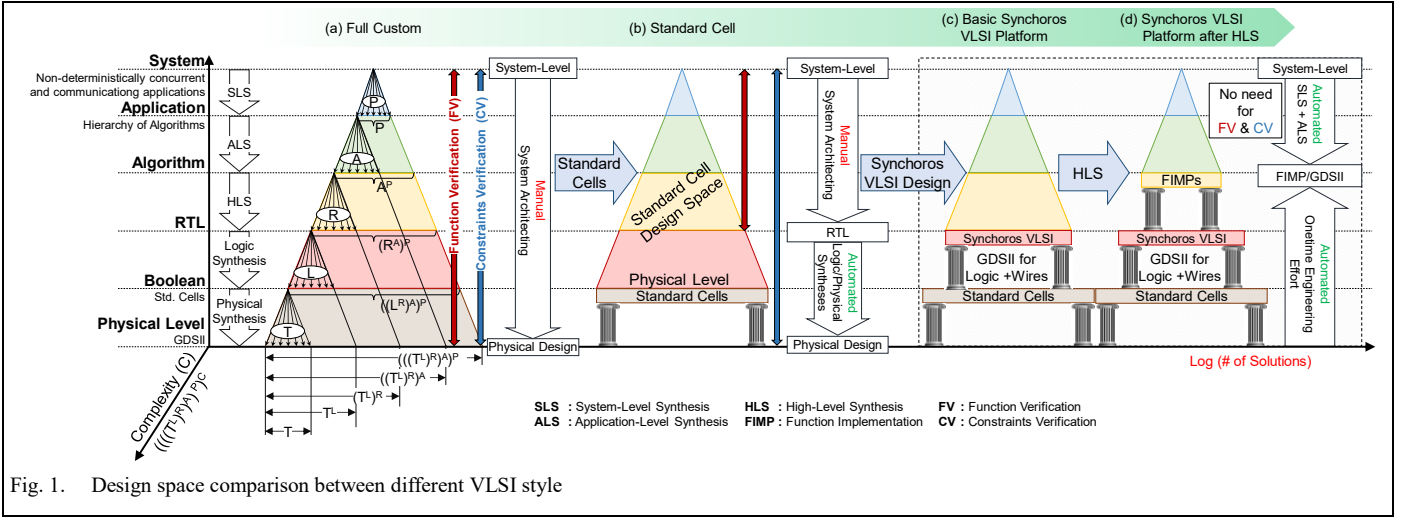 (a) Full Custom
(b) Standard Cell
(c) Basic Synchoros
VLSI Platform
(d) Synchoros VLSI
Platform after HLS
System
Non-deterministically concurrent
and communicationg applications
Application
Hierarchy of Algorithms
Algorithm
RTL
Boolean
Std. Cells
Physical Level
GDSII
Complexity (C)
((((T^L)^R)^A)^P)^C
SLS
ALS
HLS
Logic
Synthesis
Physical
Synthesis
P
P
A
A^P
R
(R^A)^P
L
((L^R)^A)^P
T
(((T^L)^R)^A)^P
((T^L)^R)^A
(T^L)^R
T^L
T
Function Verification (FV)
Constraints Verification (CV)
System-Level
Manual
System Architecting
Physical Design
Standard
Cells
Standard Cell
Design Space
Physical Level
Standard Cells
System-Level
Manual
System Architecting
RTL
Automated
Logic/Physical
Syntheses
Physical Design
Synchoros
VLSI Design
Synchoros VLSI
GDSII for
Logic +Wires
Standard Cells
HLS
FIMPs
Synchoros VLSI
GDSII for
Logic +Wires
Standard Cells
No need
for
FV & CV
System-Level
Automated
SLS + ALS
FIMP/GDSII
Automated
Onetime Engineering
Effort
Log (# of Solutions)
SLS : System-Level Synthesis
HLS : High-Level Synthesis
FV : Function Verification
ALS : Application-Level Synthesis
FIMP : Function Implementation
CV : Constraints Verification
Fig. 1. Design space comparison between different VLSI style